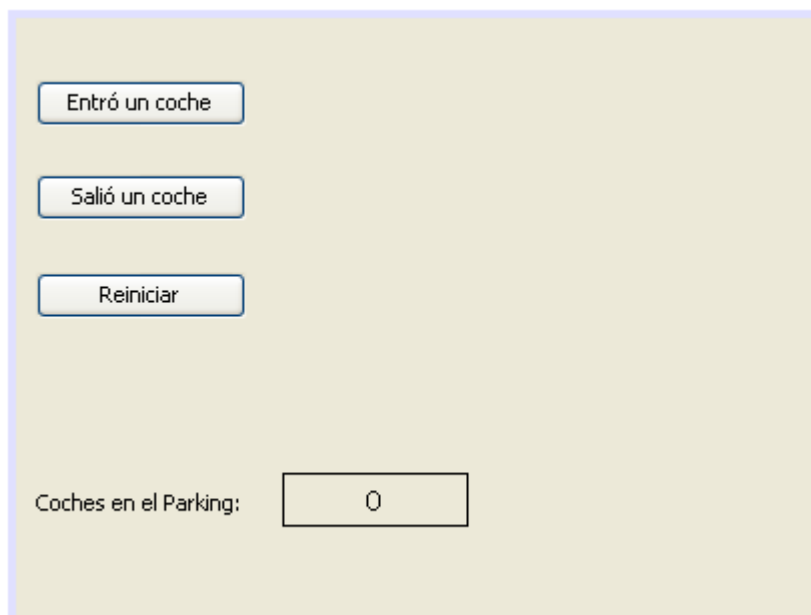 Entró un coche
Salió un coche
Reiniciar
Coches en el Parking: 0